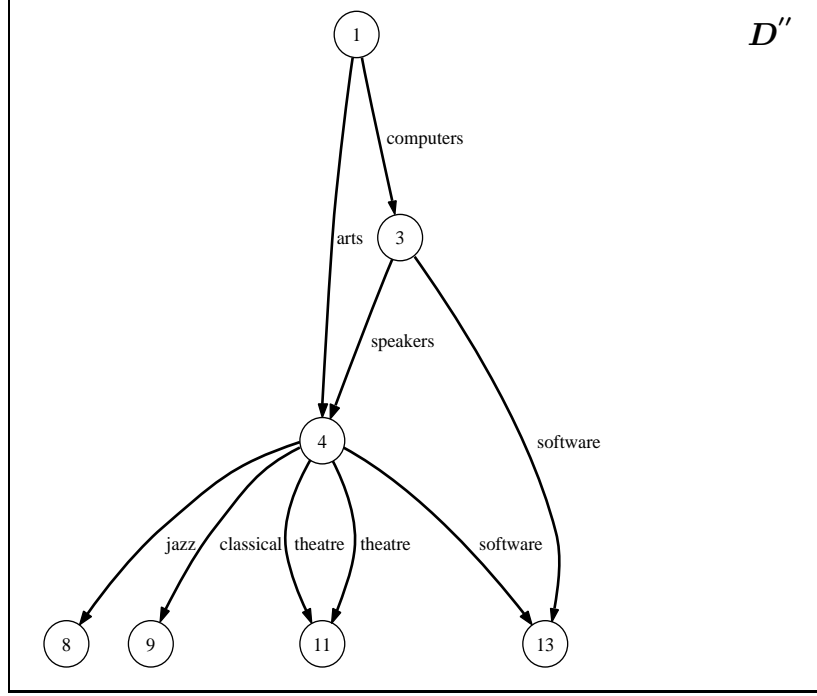 1
D″
computers
arts
3
speakers
4
software
jazz
classical
theatre
theatre
software
8
9
11
13